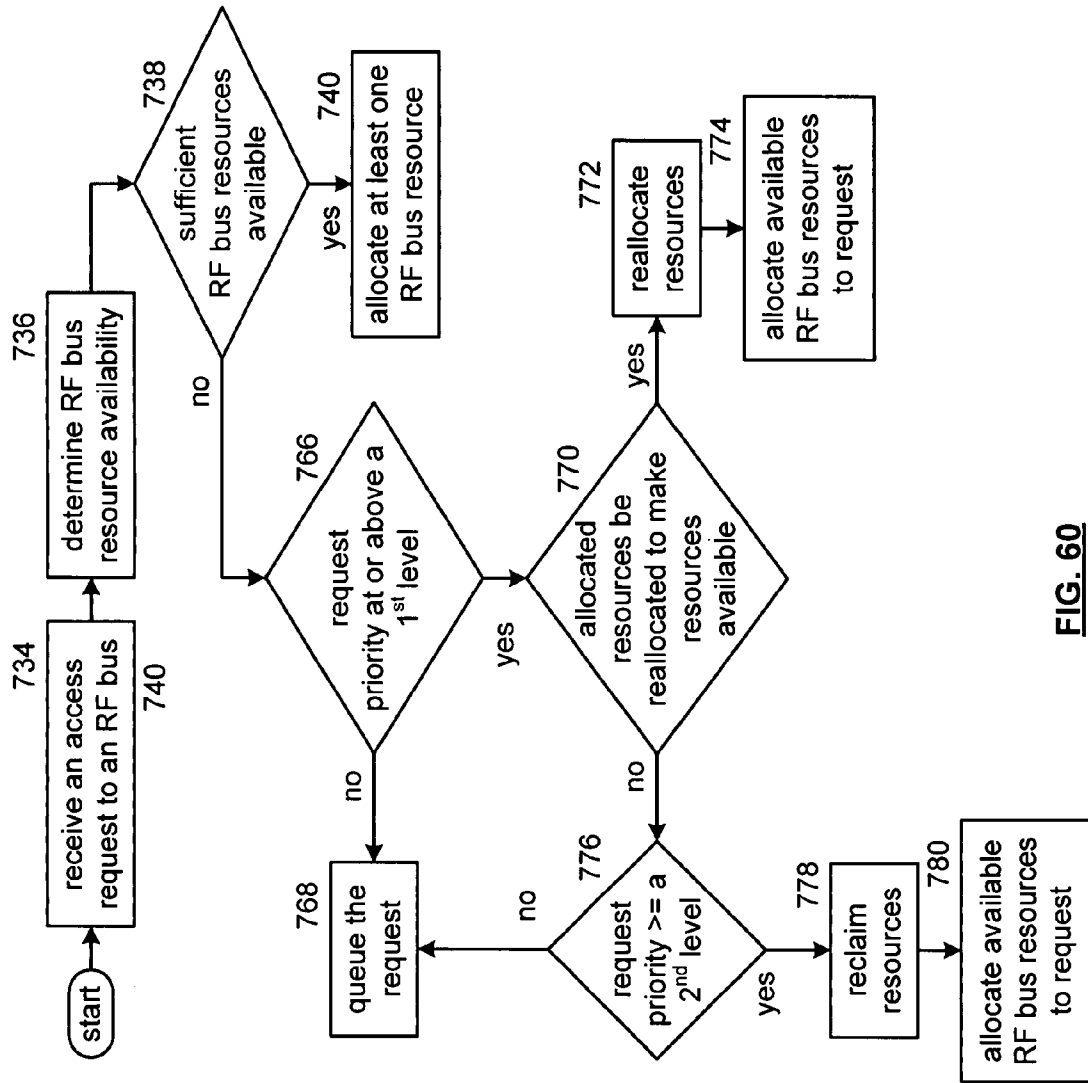 start
734
receive an access
request to an RF bus
740
736
determine RF bus
resource availability
738
sufficient
RF bus resources
available
no
yes
740
allocate at least one
RF bus resource
766
request
priority at or above a
1st level
no
yes
768
queue the
request
770
allocated
resources be
reallocated to make
resources
available
no
yes
772
reallocate
resources
774
allocate available
RF bus resources
to request
776
request
priority >= a
2nd level
no
yes
778
reclaim
resources
780
allocate available
RF bus resources
to request
FIG. 60